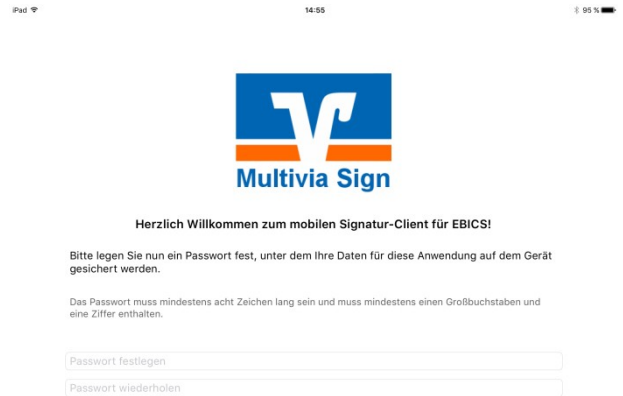 iPad 14:55 95 %
Multivia Sign
Herzlich Willkommen zum mobilen Signatur-Client für EBICS!
Bitte legen Sie nun ein Passwort fest, unter dem Ihre Daten für diese Anwendung auf dem Gerät
gesichert werden.
Das Passwort muss mindestens acht Zeichen lang sein und muss mindestens einen Großbuchstaben und
eine Ziffer enthalten.
Passwort festlegen
Passwort wiederholen